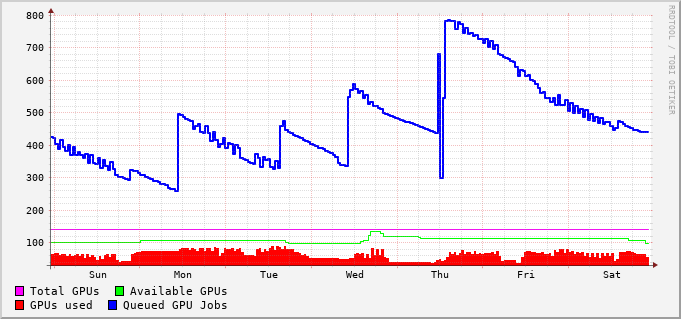 800
700
600
500
400
300
200
100
Sun Mon Tue Wed Thu Fri Sat
Total GPUs Available GPUs
GPUs used Queued GPU Jobs
RRDTOOL / TOBI OETIKER